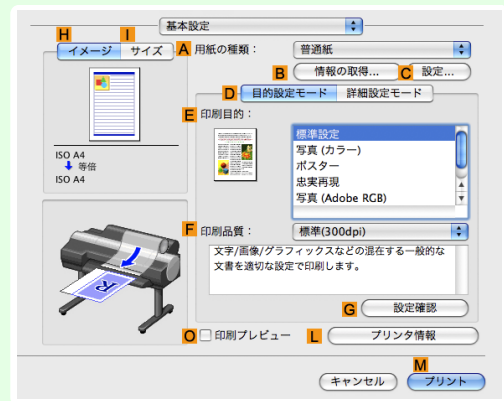 基本設定
H I
イメージ サイズ
A 用紙の種類： 普通紙
B 情報の取得... C 設定...
D 目的設定モード 詳細設定モード
E 印刷目的：
標準設定
写真 (カラー)
ポスター
忠実再現
写真 (Adobe RGB)
ISO A4
等倍
ISO A4
F 印刷品質： 標準(300dpi)
文字/画像/グラフィックスなどの混在する一般的な
文書を適切な設定で印刷します。
R
G 設定確認
O 印刷プレビュー L プリンタ情報
M
キャンセル プリント